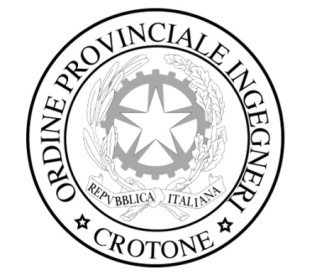 ORDINE PROVINCIALE INGEGNERI
REPVBBLICA ITALIANA
CROTONE